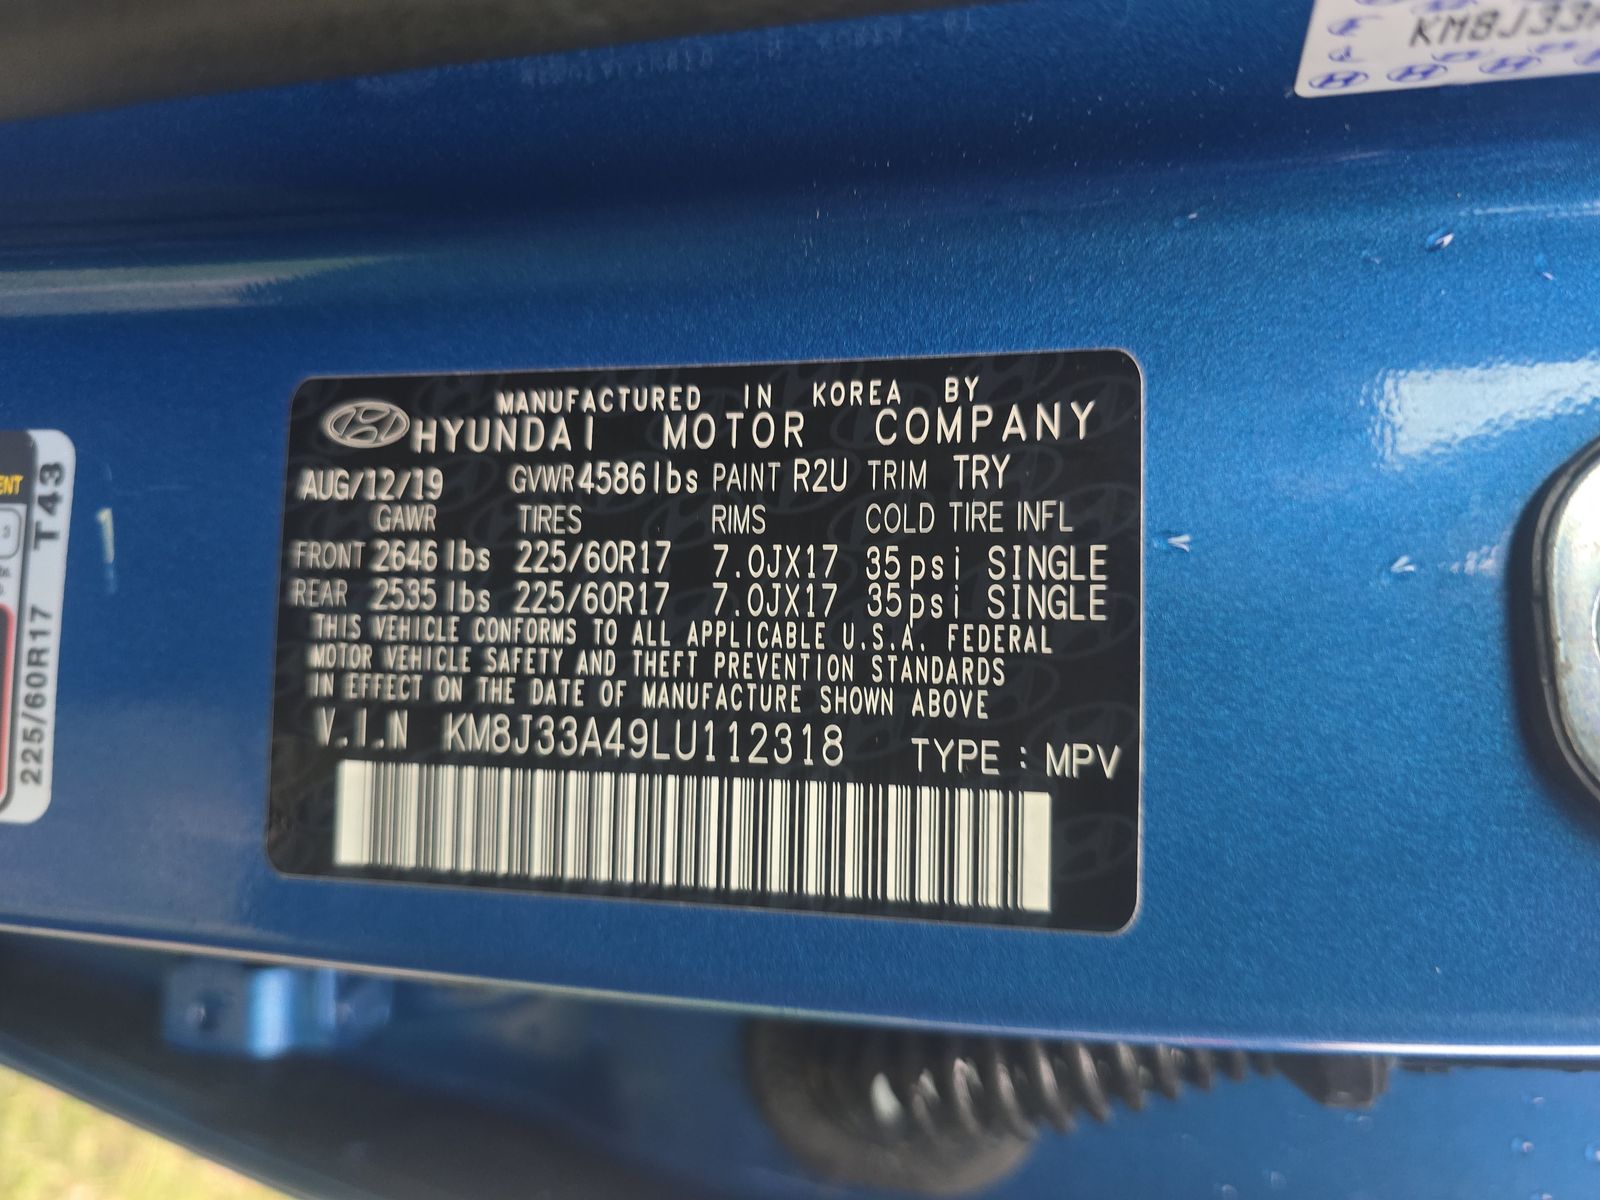 KM8J33A
MANUFACTURED IN KOREA BY
HYUNDAI MOTOR COMPANY
AUG/12/19 GVWR 4586lbs PAINT R2U TRIM TRY
GAWR TIRES RIMS COLD TIRE INFL
FRONT 2646 lbs 225/60R17 7.0JX17 35psi SINGLE
REAR 2535 lbs 225/60R17 7.0JX17 35psi SINGLE
THIS VEHICLE CONFORMS TO ALL APPLICABLE U.S.A. FEDERAL
MOTOR VEHICLE SAFETY AND THEFT PREVENTION STANDARDS
IN EFFECT ON THE DATE OF MANUFACTURE SHOWN ABOVE
V.I.N KM8J33A49LU112318 TYPE : MPV
225/60R17 T43